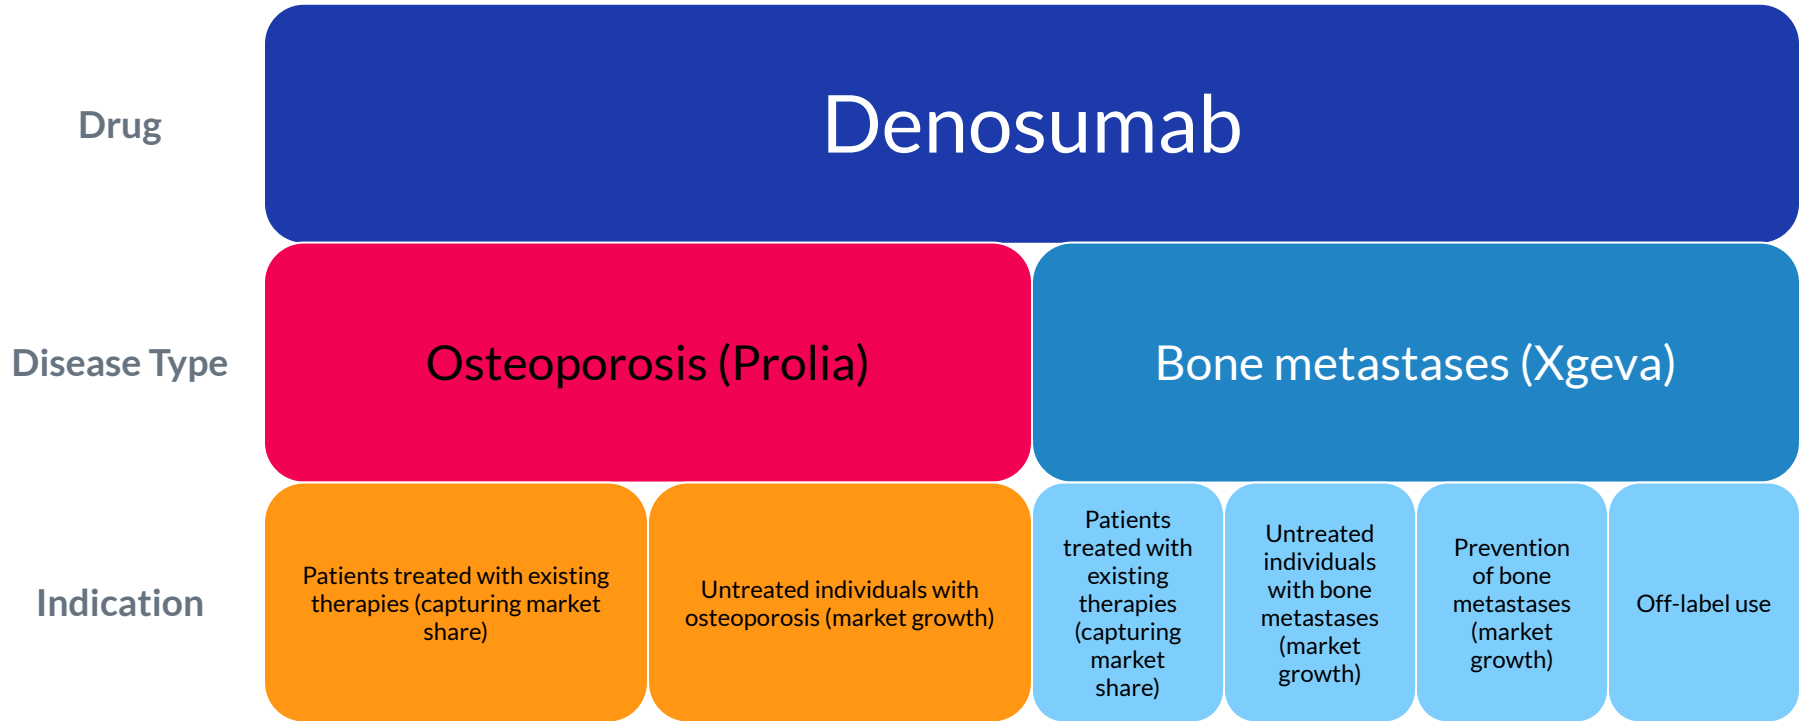 Drug
Denosumab
Disease Type
Osteoporosis (Prolia)
Bone metastases (Xgeva)
Indication
Patients treated with existing
therapies (capturing market
share)
Untreated individuals with
osteoporosis (market growth)
Patients
treated with
existing
therapies
(capturing
market
share)
Untreated
individuals
with bone
metastases
(market
growth)
Prevention
of bone
metastases
(market
growth)
Off-label use